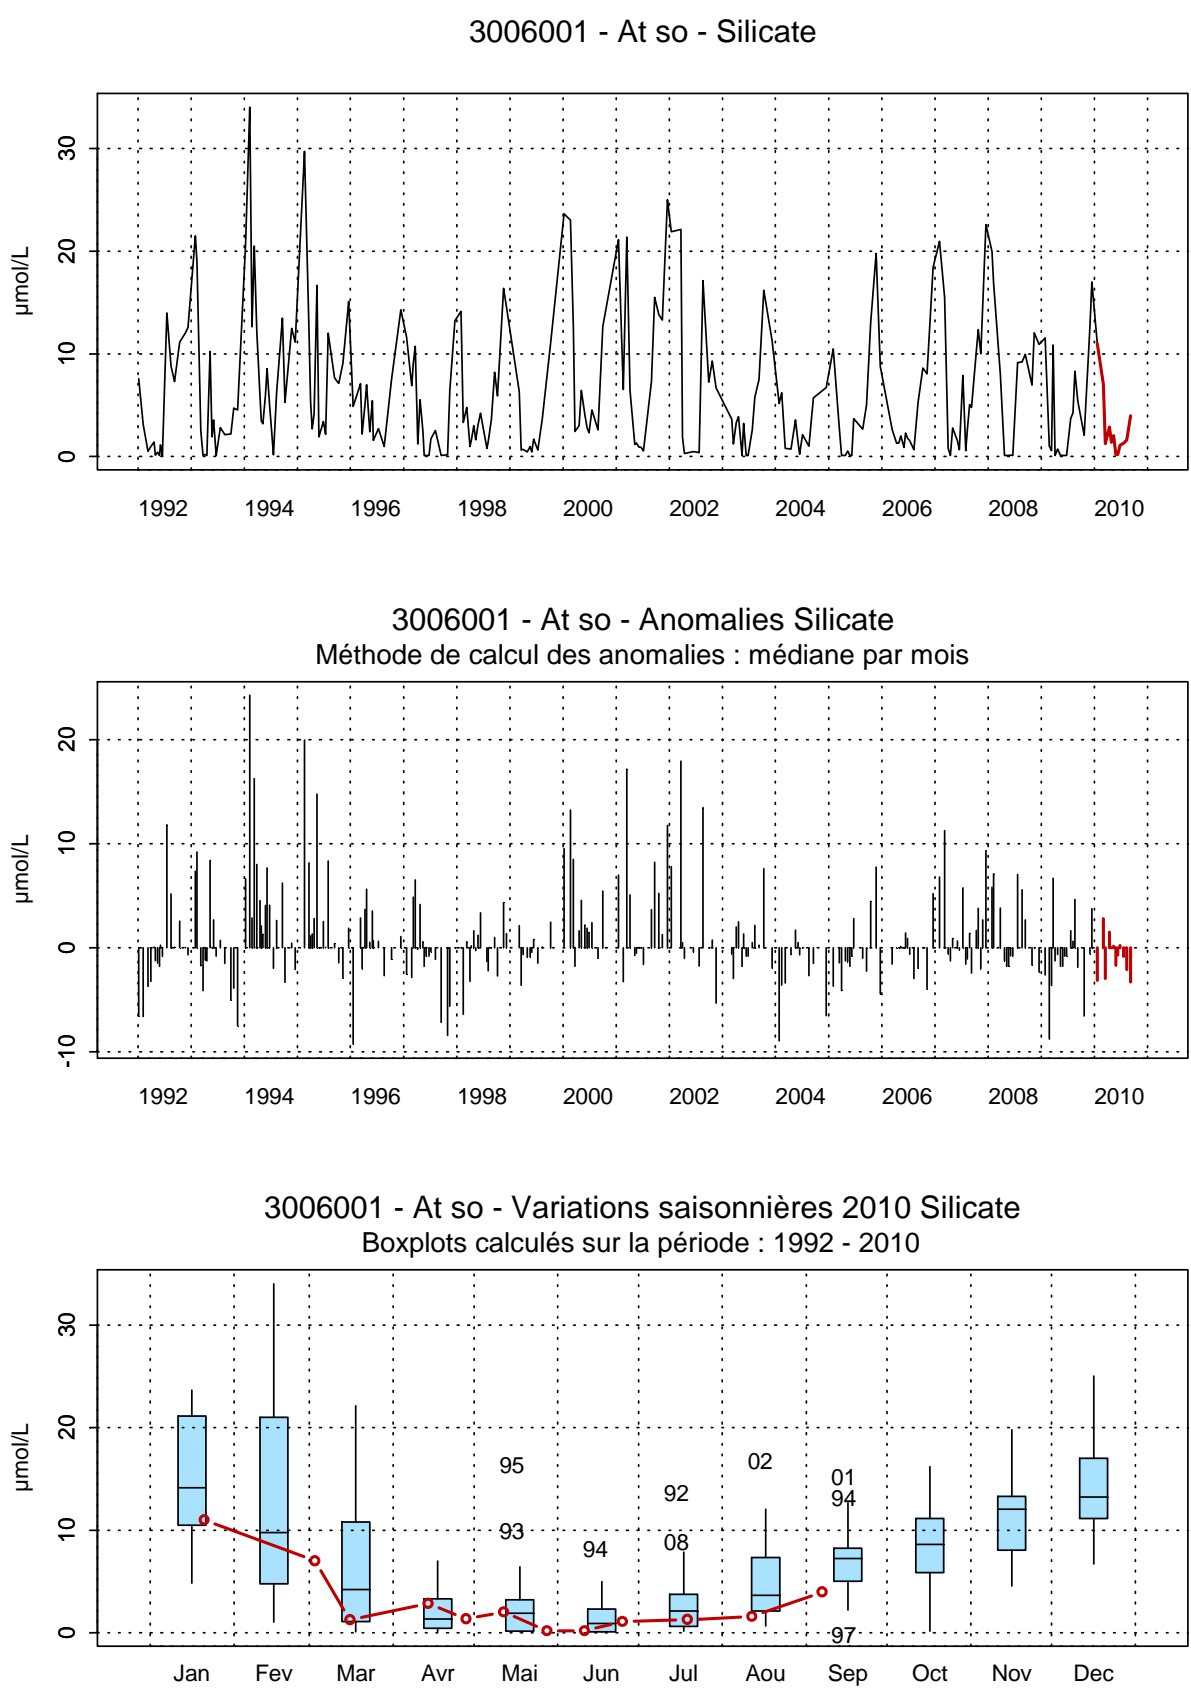 3006001 - At so - Silicate
30
20
10
0
µmol/L
1992 1994 1996 1998 2000 2002 2004 2006 2008 2010
3006001 - At so - Anomalies Silicate
Méthode de calcul des anomalies : médiane par mois
20
10
0
-10
µmol/L
1992 1994 1996 1998 2000 2002 2004 2006 2008 2010
3006001 - At so - Variations saisonnières 2010 Silicate
Boxplots calculés sur la période : 1992 - 2010
30
20
10
0
µmol/L
95
93
94
92
08
02
01
94
97
Jan Fev Mar Avr Mai Jun Jul Aou Sep Oct Nov Dec